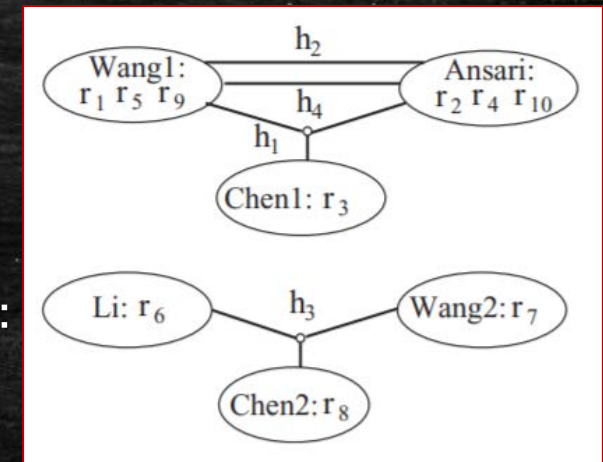 h₂
Wang1:
r₁ r₅ r₉
Ansari:
r₂ r₄ r₁₀
h₄
h₁
Chen1: r₃
:
Li: r₆
h₃
Wang2: r₇
Chen2: r₈